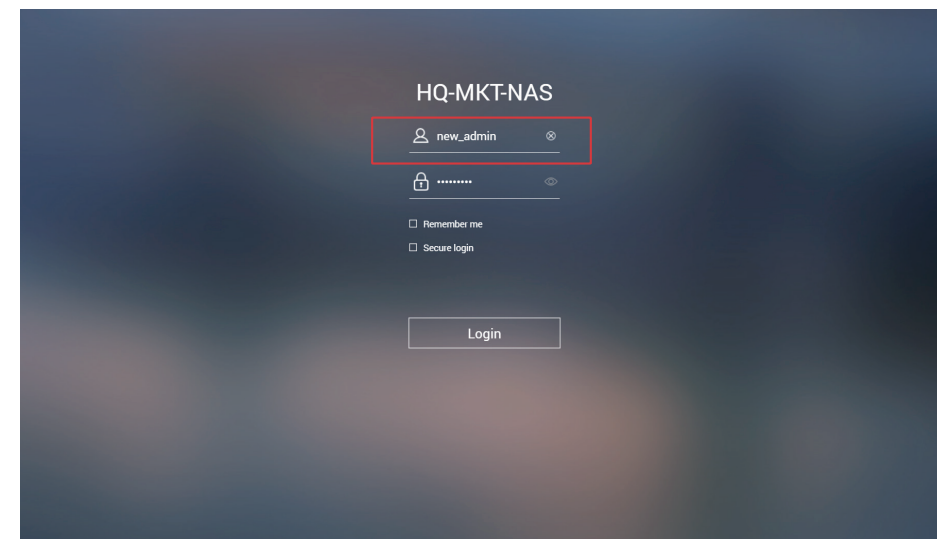 HQ-MKT-NAS
new_admin
•••••••••
Remember me
Secure login
Login